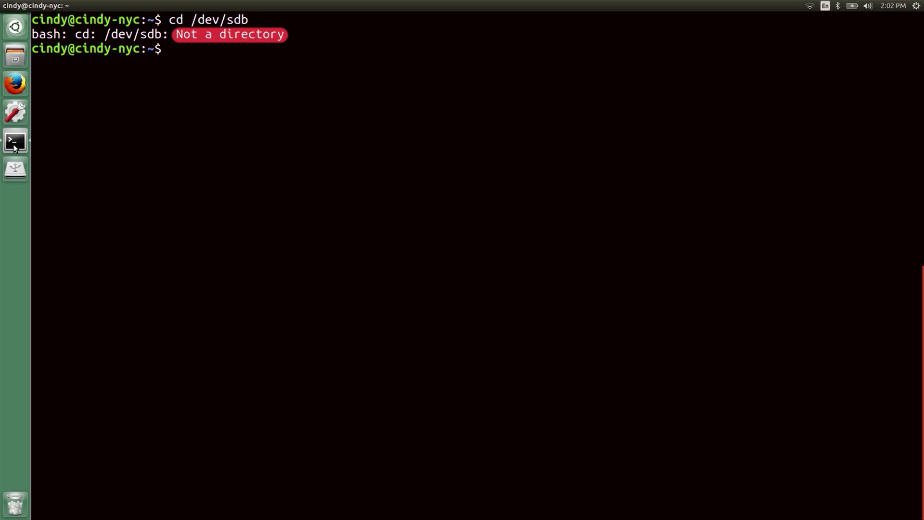 cindy@cindy-nyc: ~
En
2:02 PM
cindy@cindy-nyc:~$ cd /dev/sdb
bash: cd: /dev/sdb: Not a directory
cindy@cindy-nyc:~$